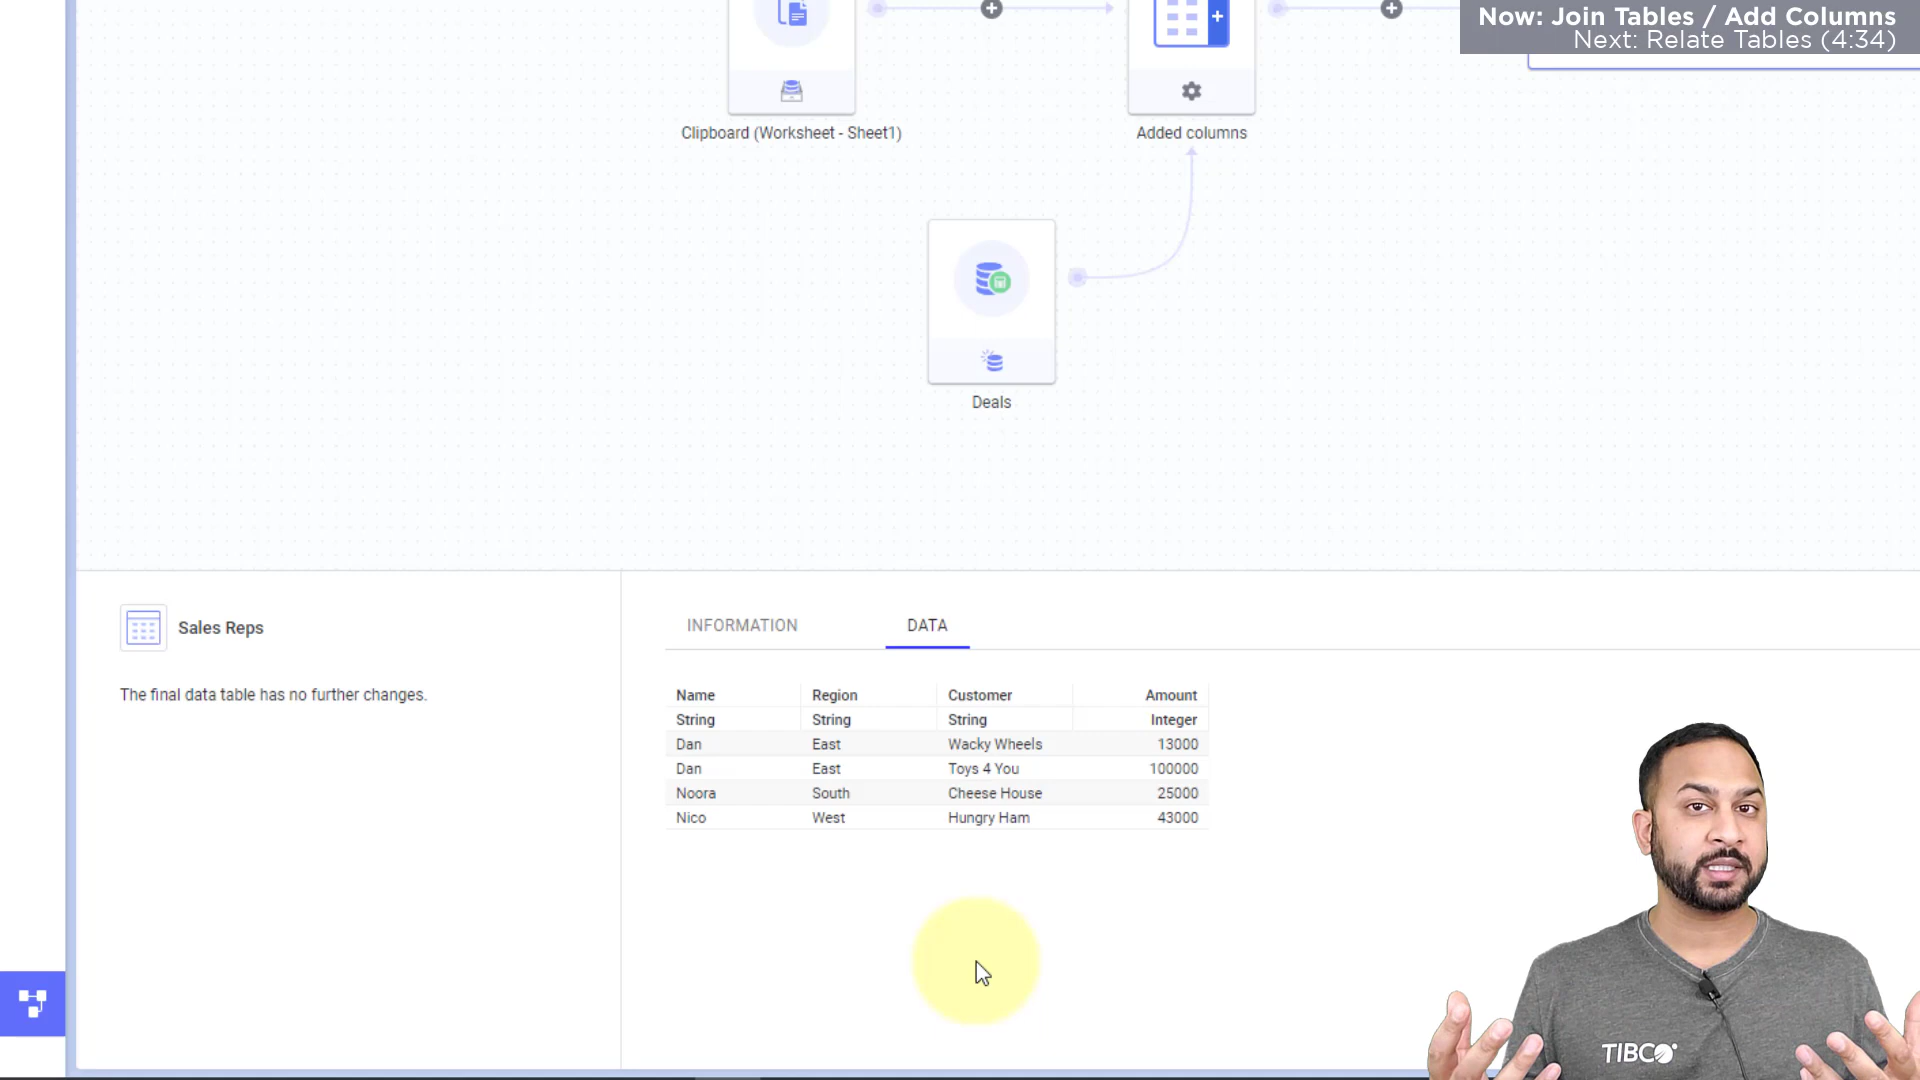 Now: Join Tables / Add Columns
Next: Relate Tables (4:34)
Clipboard (Worksheet - Sheet1)
Added columns
Deals
Sales Reps
The final data table has no further changes.
INFORMATION DATA
Name Region Customer Amount
String String String Integer
Dan East Wacky Wheels 13000
Dan East Toys 4 You 100000
Noora South Cheese House 25000
Nico West Hungry Ham 43000
TIBCO